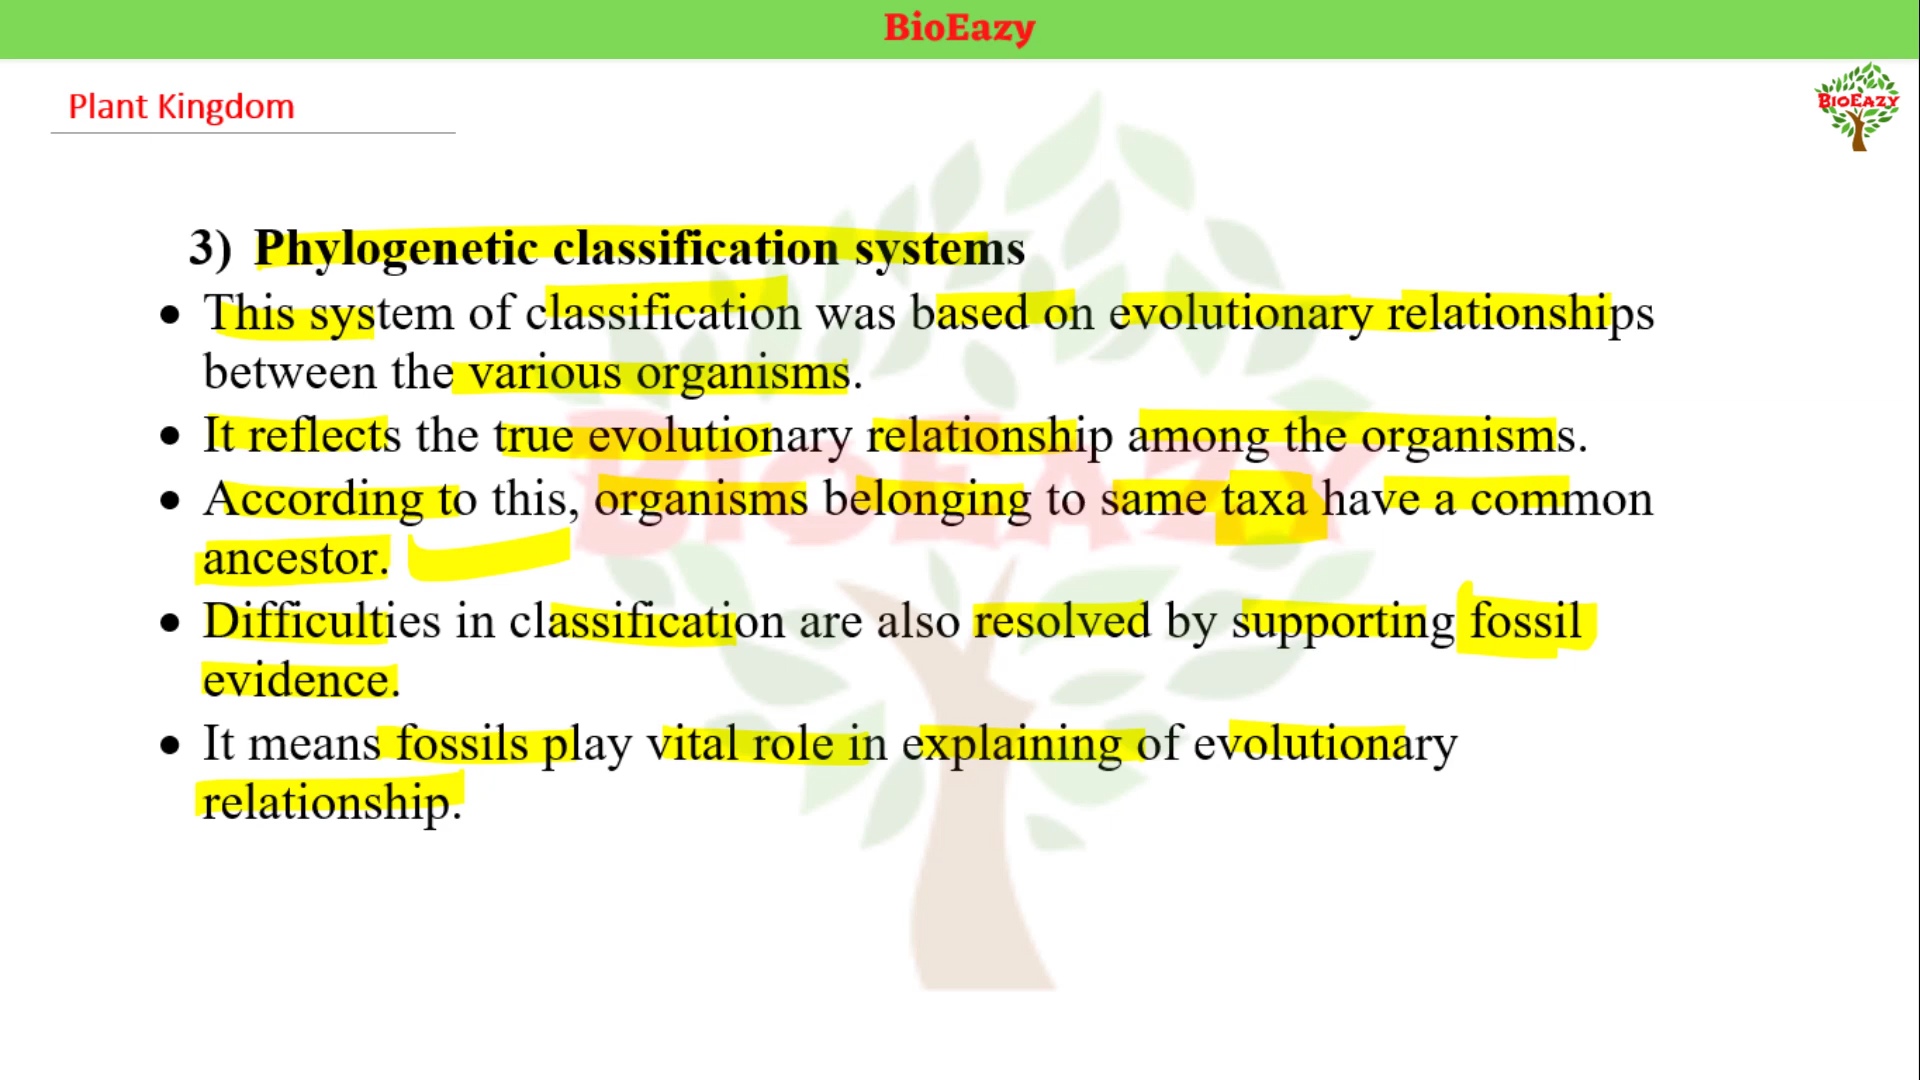 BioEazy
Plant Kingdom
BIOEAZY
3) Phylogenetic classification systems
• This system of classification was based on evolutionary relationships
between the various organisms.
• It reflects the true evolutionary relationship among the organisms.
• According to this, organisms belonging to same taxa have a common
ancestor.
• Difficulties in classification are also resolved by supporting fossil
evidence.
• It means fossils play vital role in explaining of evolutionary
relationship.
BIOEAZY